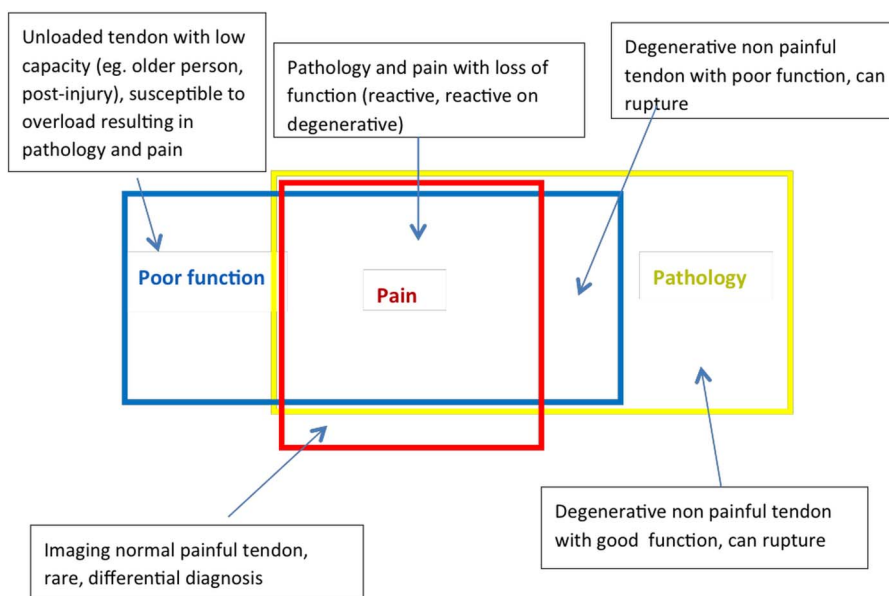 Unloaded tendon with low
capacity (eg. older person,
post-injury), susceptible to
overload resulting in
pathology and pain
Pathology and pain with loss of
function (reactive, reactive on
degenerative)
Degenerative non painful
tendon with poor function, can
rupture
Poor function
Pain
Pathology
Imaging normal painful tendon,
rare, differential diagnosis
Degenerative non painful tendon
with good function, can rupture